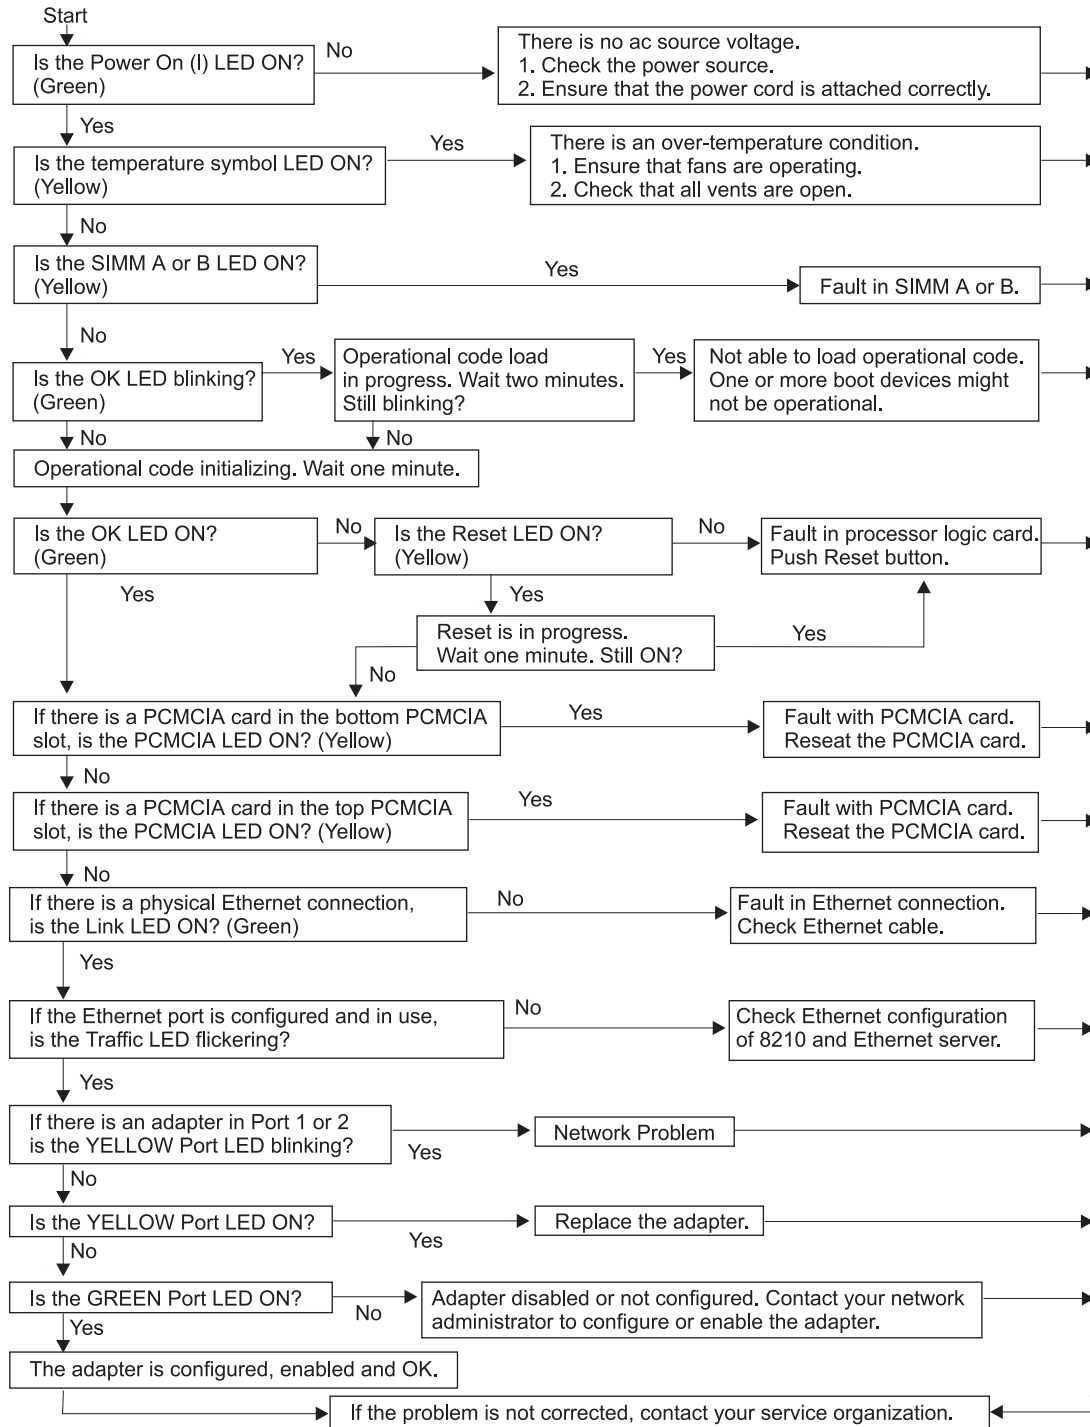 Start
Is the Power On (I) LED ON?
(Green)
No
There is no ac source voltage.
1. Check the power source.
2. Ensure that the power cord is attached correctly.
Yes
Is the temperature symbol LED ON?
(Yellow)
Yes
There is an over-temperature condition.
1. Ensure that fans are operating.
2. Check that all vents are open.
No
Is the SIMM A or B LED ON?
(Yellow)
Yes
Fault in SIMM A or B.
No
Is the OK LED blinking?
(Green)
Yes
Operational code load
in progress. Wait two minutes.
Still blinking?
Yes
Not able to load operational code.
One or more boot devices might
not be operational.
No
No
Operational code initializing. Wait one minute.
Is the OK LED ON?
(Green)
No
Is the Reset LED ON?
(Yellow)
No
Fault in processor logic card.
Push Reset button.
Yes
Yes
Reset is in progress.
Wait one minute. Still ON?
Yes
No
If there is a PCMCIA card in the bottom PCMCIA
slot, is the PCMCIA LED ON? (Yellow)
Yes
Fault with PCMCIA card.
Reseat the PCMCIA card.
No
If there is a PCMCIA card in the top PCMCIA
slot, is the PCMCIA LED ON? (Yellow)
Yes
Fault with PCMCIA card.
Reseat the PCMCIA card.
No
If there is a physical Ethernet connection,
is the Link LED ON? (Green)
No
Fault in Ethernet connection.
Check Ethernet cable.
Yes
If the Ethernet port is configured and in use,
is the Traffic LED flickering?
No
Check Ethernet configuration
of 8210 and Ethernet server.
Yes
If there is an adapter in Port 1 or 2
is the YELLOW Port LED blinking?
Yes
Network Problem
No
Is the YELLOW Port LED ON?
Yes
Replace the adapter.
No
Is the GREEN Port LED ON?
No
Adapter disabled or not configured. Contact your network
administrator to configure or enable the adapter.
Yes
The adapter is configured, enabled and OK.
If the problem is not corrected, contact your service organization.